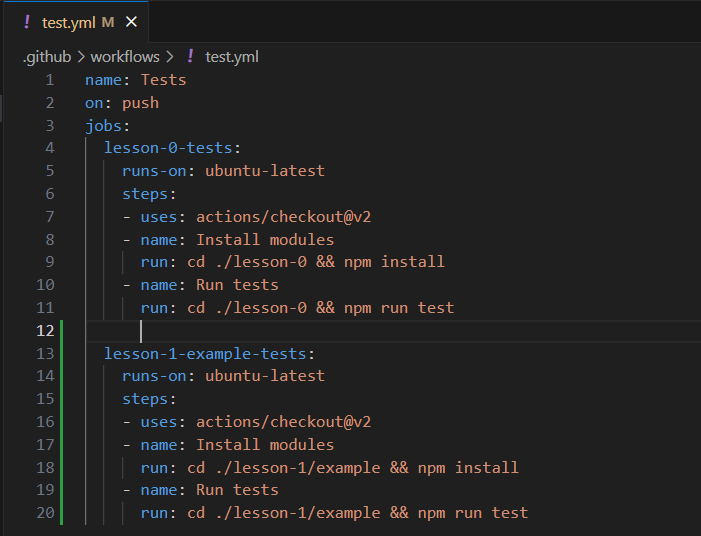 ! test.yml M ×
.github > workflows > ! test.yml
1 name: Tests
2 on: push
3 jobs:
4   lesson-0-tests:
5     runs-on: ubuntu-latest
6     steps:
7     - uses: actions/checkout@v2
8     - name: Install modules
9       run: cd ./lesson-0 && npm install
10     - name: Run tests
11       run: cd ./lesson-0 && npm run test
12
13   lesson-1-example-tests:
14     runs-on: ubuntu-latest
15     steps:
16     - uses: actions/checkout@v2
17     - name: Install modules
18       run: cd ./lesson-1/example && npm install
19     - name: Run tests
20       run: cd ./lesson-1/example && npm run test